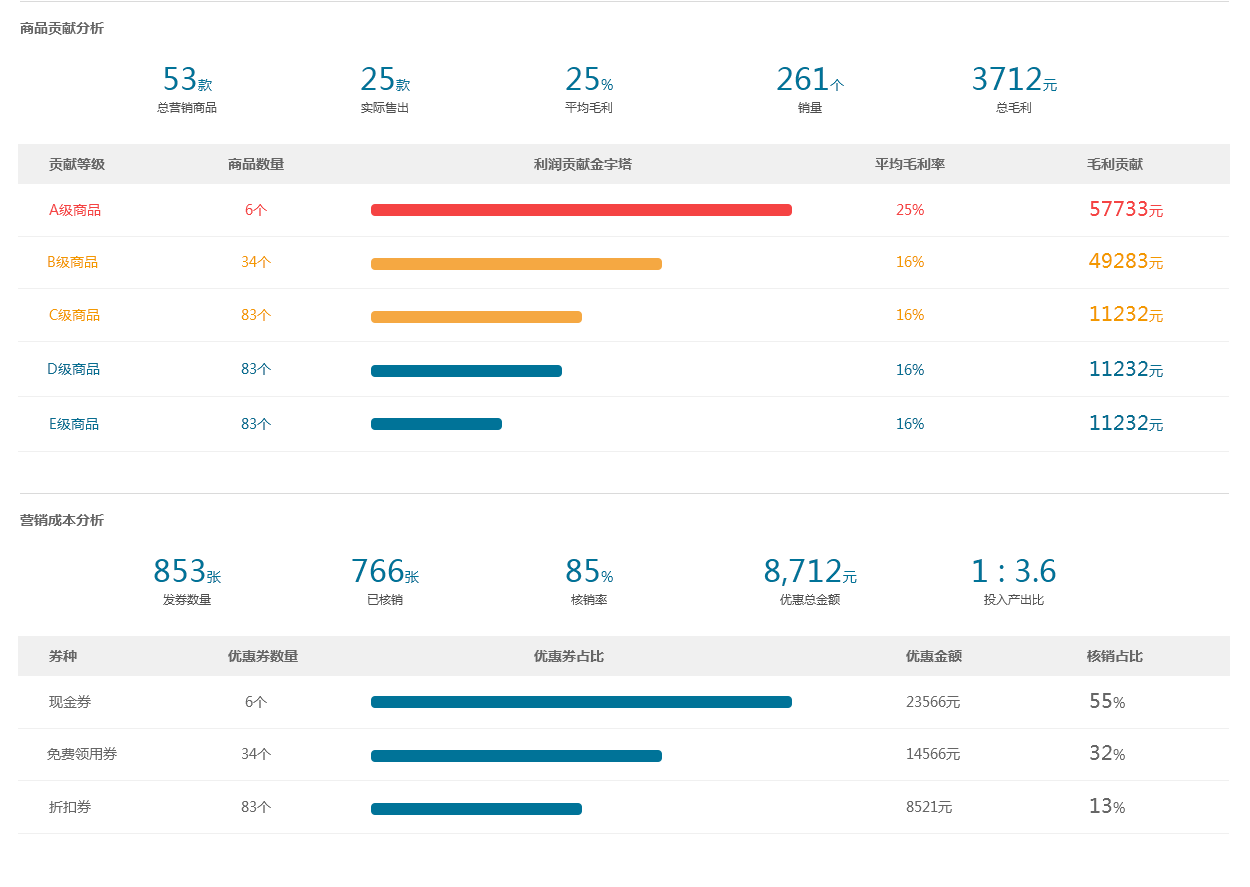 商品贡献分析
53款 25款 25% 261个 3712元
总营销商品 实际售出 平均毛利 销量 总毛利
贡献等级 商品数量 利润贡献金字塔 平均毛利率 毛利贡献
A级商品 6个 25% 57733元
B级商品 34个 16% 49283元
C级商品 83个 16% 11232元
D级商品 83个 16% 11232元
E级商品 83个 16% 11232元
营销成本分析
853张 766张 85% 8,712元 1 : 3.6
发券数量 已核销 核销率 优惠总金额 投入产出比
券种 优惠券数量 优惠券占比 优惠金额 核销占比
现金券 6个 23566元 55%
免费领用券 34个 14566元 32%
折扣券 83个 8521元 13%